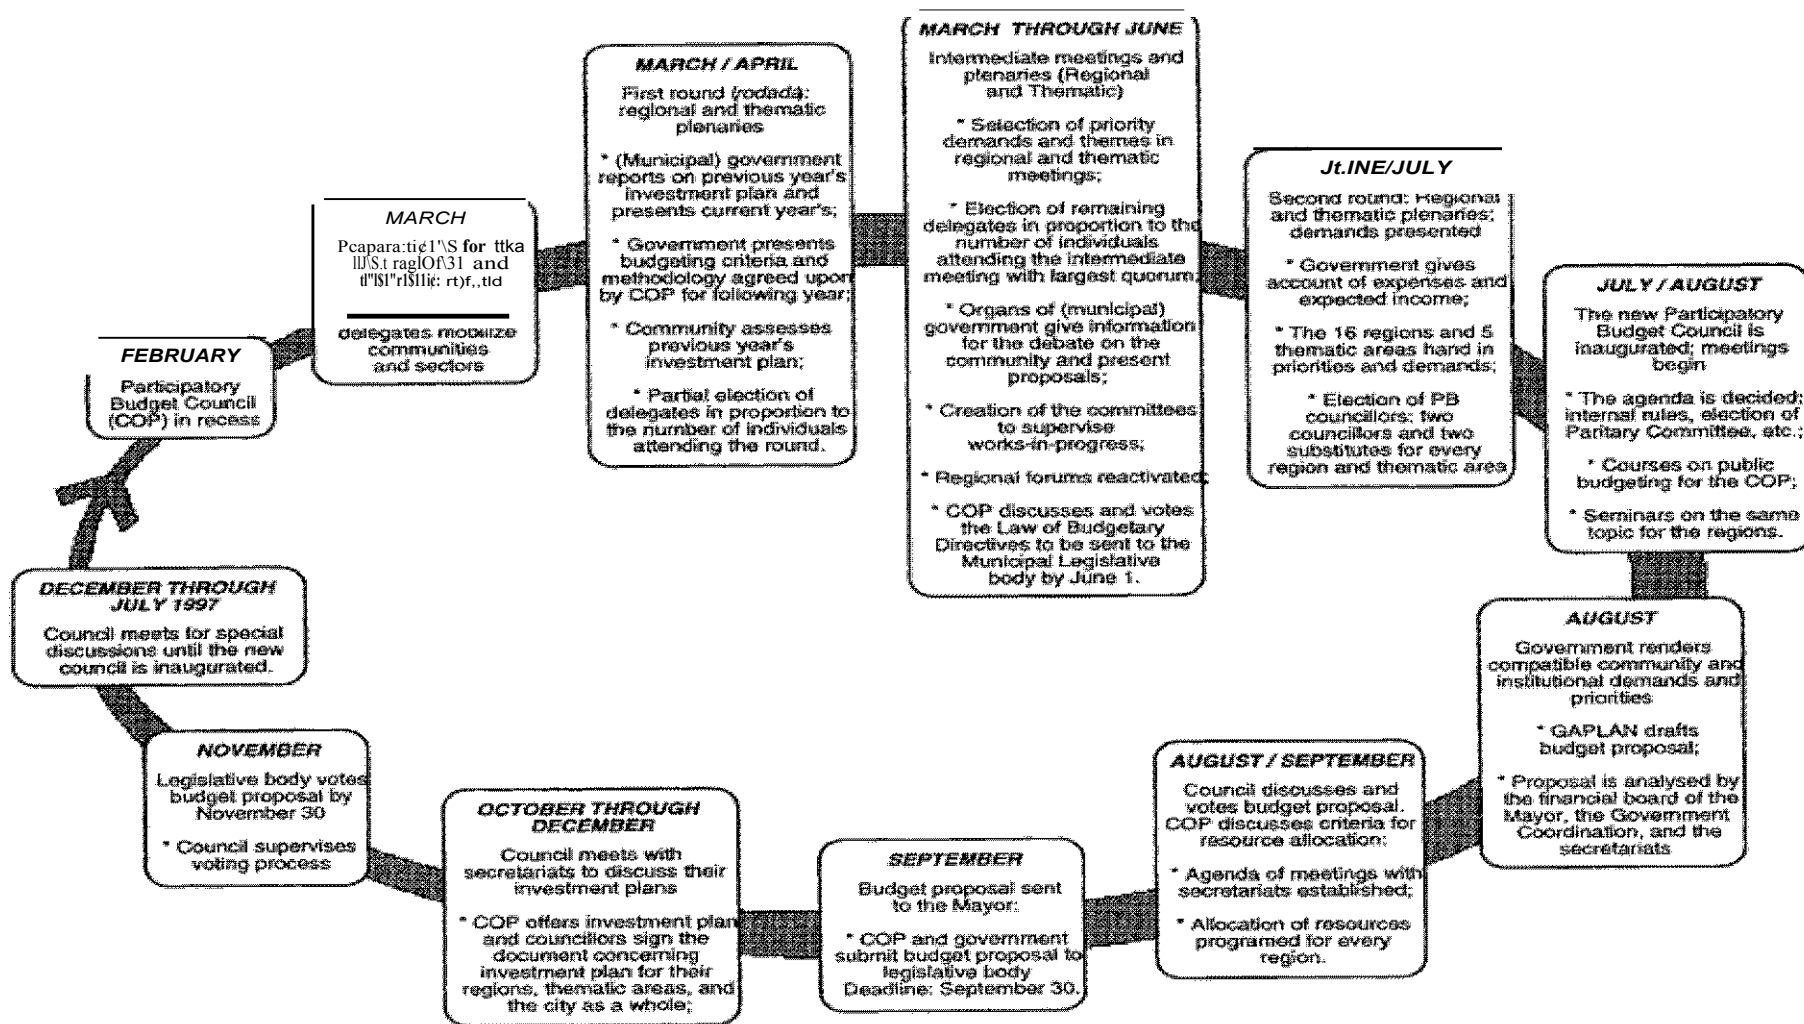 FEBRUARY
Participatory
Budget Council
(COP) in recess
MARCH
for
and
delegates mobilize
communities
and sectors
MARCH / APRIL
First round (rodada):
regional and thematic
plenaries
* (Municipal) government
reports on previous year's
investment plan and
presents current year's;
* Government presents
budgeting criteria and
methodology agreed upon
by COP for following year;
* Community assesses
previous year's
investment plan;
* Partial election of
delegates in proportion to
the number of individuals
attending the round.
MARCH THROUGH JUNE
Intermediate meetings and
plenaries (Regional
and Thematic)
* Selection of priority
demands and themes in
regional and thematic
meetings;
* Election of remaining
delegates in proportion to the
number of individuals
attending the intermediate
meeting with largest quorum;
* Organs of (municipal)
government give information
for the debate on the
community and present
proposals;
* Creation of the committees
to supervise
works-in-progress;
* Regional forums reactivated;
* COP discusses and votes
the Law of Budgetary
Directives to be sent to the
Municipal Legislative
body by June 1.
Jt.INE/JULY
Second round: Regional
and thematic plenaries;
demands presented
* Government gives
account of expenses and
expected income;
* The 16 regions and 5
thematic areas hand in
priorities and demands;
* Election of PB
councillors; two
councillors and two
substitutes for every
region and thematic area
JULY / AUGUST
The new Participatory
Budget Council is
inaugurated; meetings
begin
* The agenda is decided:
internal rules, election of
Paritary Committee, etc.;
* Courses on public
budgeting for the COP;
* Seminars on the same
topic for the regions.
AUGUST
Government renders
compatible community and
institutional demands and
priorities
* GAPLAN drafts
budget proposal;
* Proposal is analysed by
the financial board of the
Mayor, the Government
Coordination, and the
secretariats
AUGUST / SEPTEMBER
Council discusses and
votes budget proposal.
COP discusses criteria for
resource allocation;
* Agenda of meetings with
secretariats established;
* Allocation of resources
programed for every
region.
SEPTEMBER
Budget proposal sent
to the Mayor;
* COP and government
submit budget proposal to
legislative body
Deadline: September 30.
OCTOBER THROUGH
DECEMBER
Council meets with
secretariats to discuss their
investment plans
* COP offers investment plan
and councillors sign the
document concerning
investment plan for their
regions, thematic areas, and
the city as a whole;
NOVEMBER
Legislative body votes
budget proposal by
November 30
* Council supervises
voting process
DECEMBER THROUGH
JULY 1997
Council meets for special
discussions until the new
council is inaugurated.